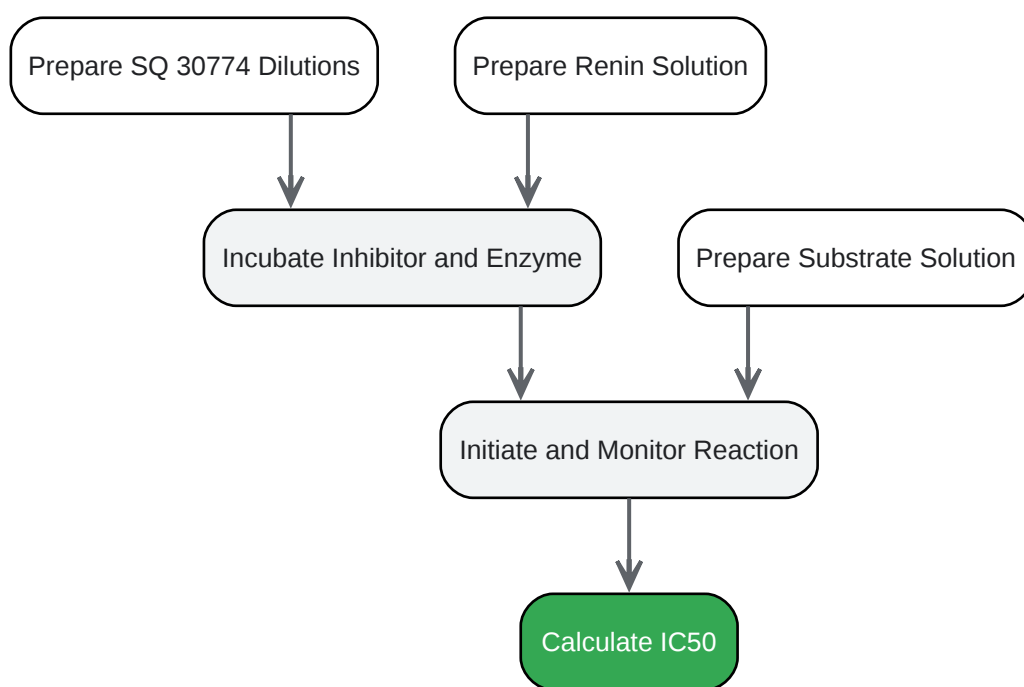 Prepare SQ 30774 Dilutions
Prepare Renin Solution
Incubate Inhibitor and Enzyme
Prepare Substrate Solution
Initiate and Monitor Reaction
Calculate IC50